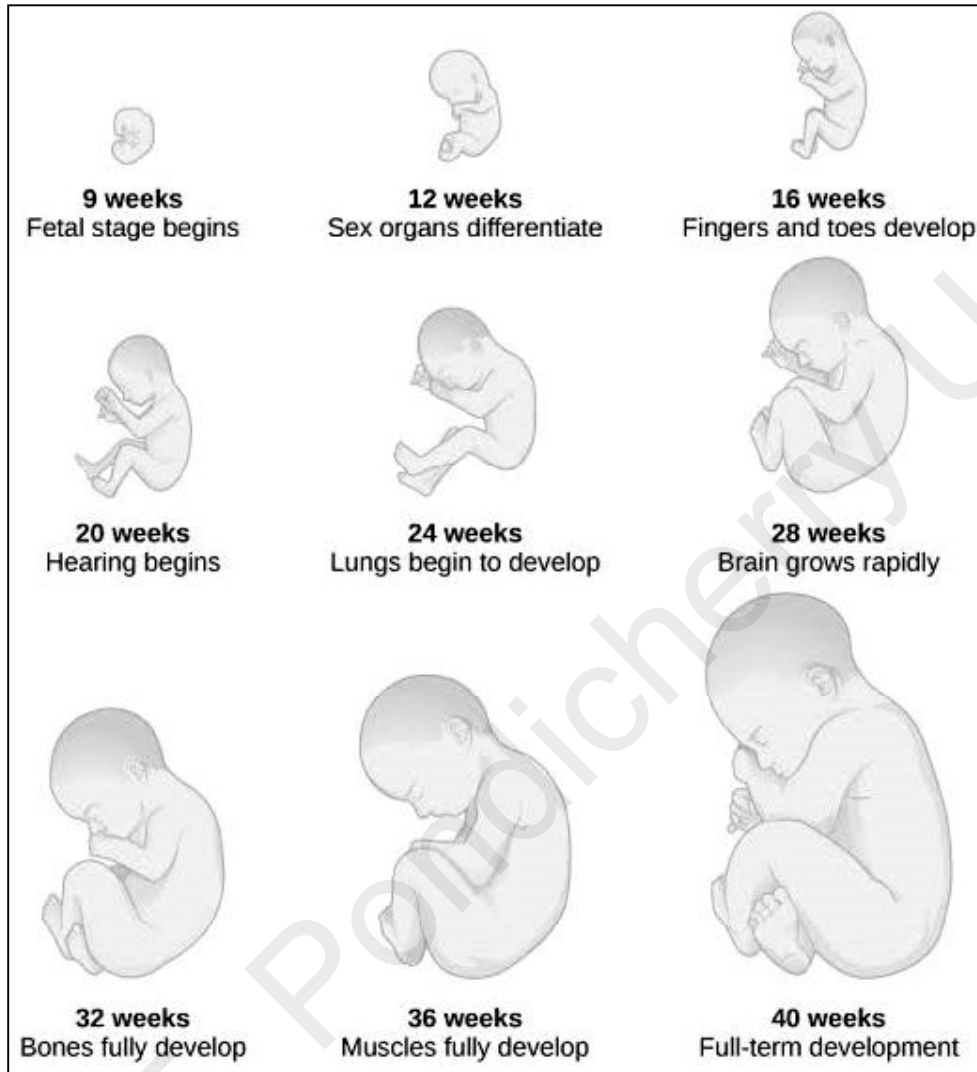 9 weeks
Fetal stage begins
12 weeks
Sex organs differentiate
16 weeks
Fingers and toes develop
20 weeks
Hearing begins
24 weeks
Lungs begin to develop
28 weeks
Brain grows rapidly
32 weeks
Bones fully develop
36 weeks
Muscles fully develop
40 weeks
Full-term development
Pondicherry U